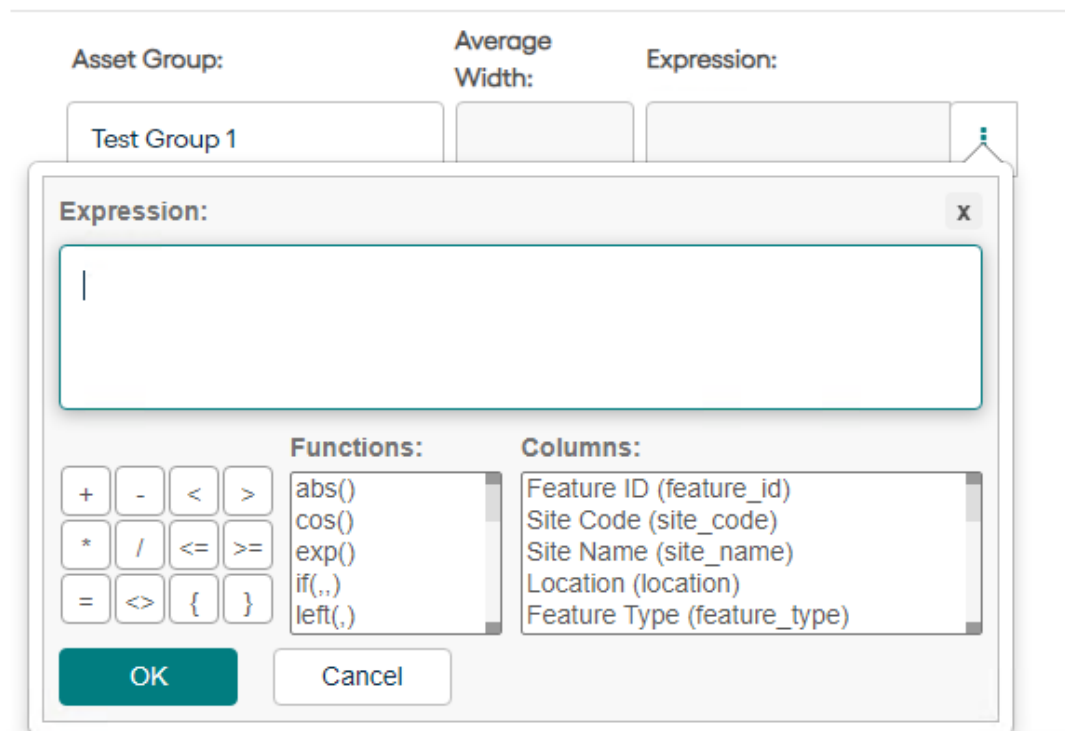 Asset Group:
Average
Width:
Expression:
Test Group 1
Expression:
x
Functions:
Columns:
+ - < >
* / <= >=
= <> { }
abs()
cos()
exp()
if(,,)
left(,)
Feature ID (feature_id)
Site Code (site_code)
Site Name (site_name)
Location (location)
Feature Type (feature_type)
OK
Cancel